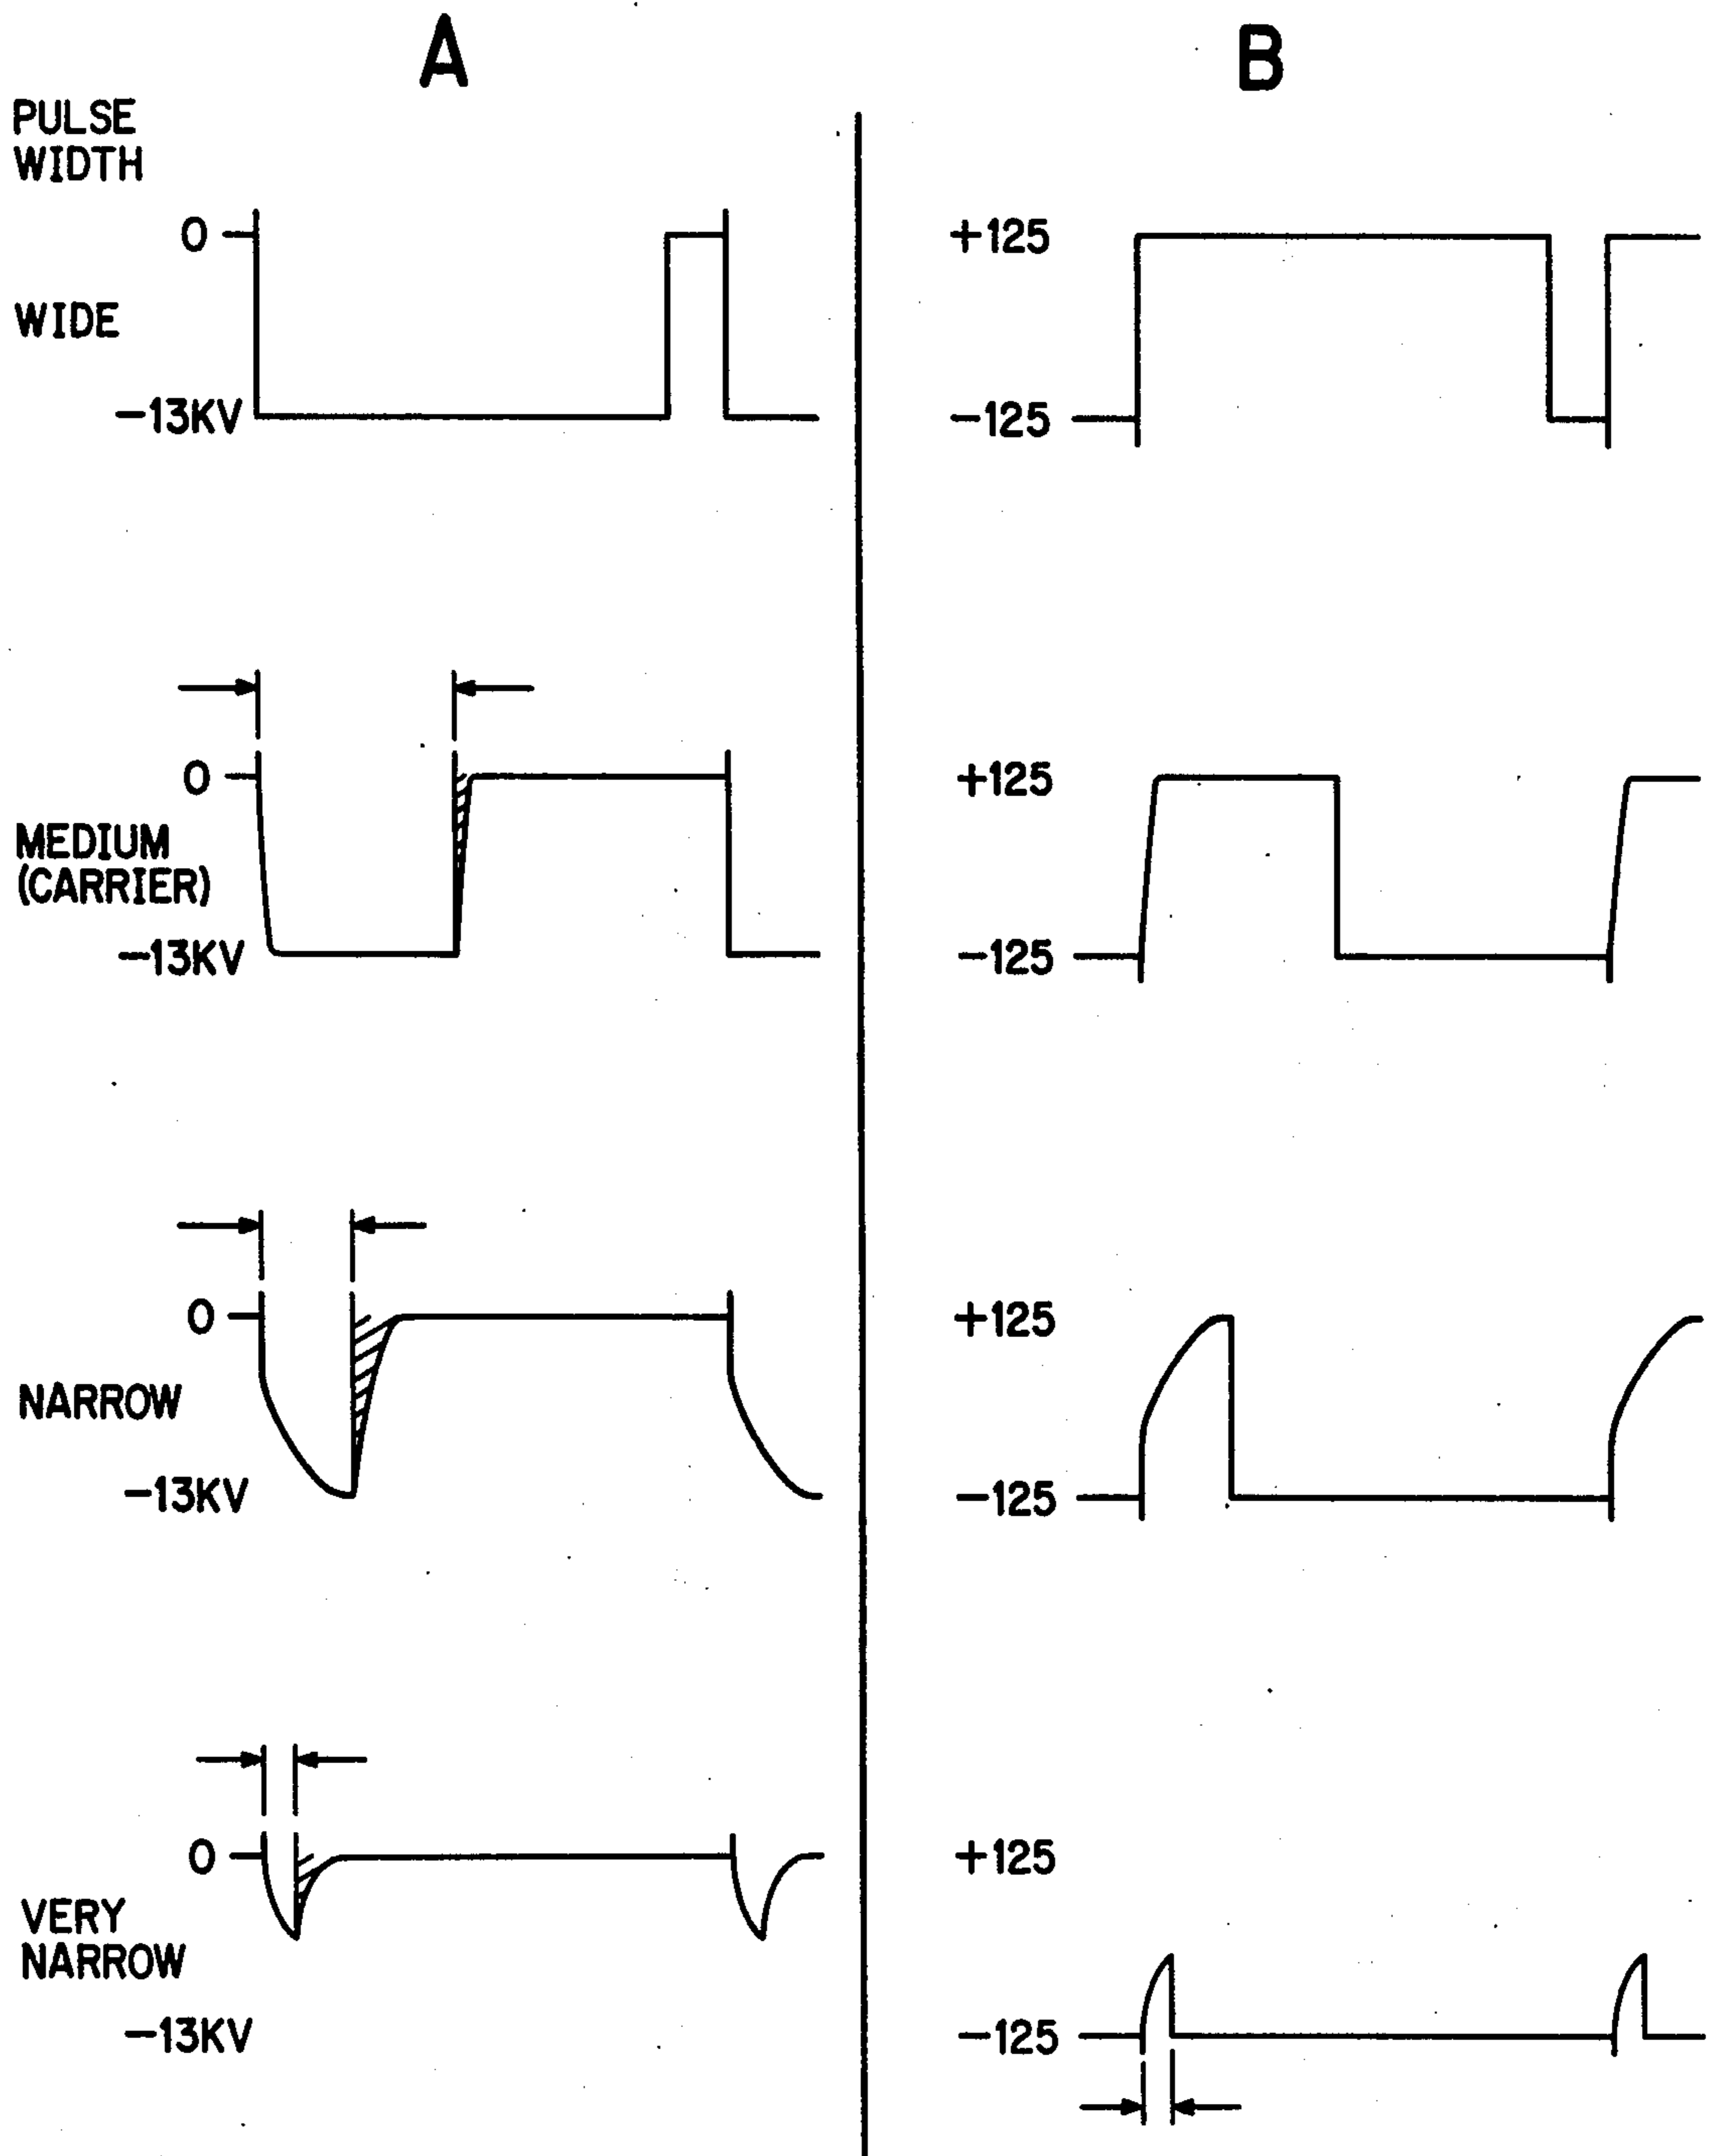 A
B
PULSE
WIDTH
0
+125
WIDE
−13KV
−125
0
+125
MEDIUM
(CARRIER)
−13KV
−125
0
+125
NARROW
−13KV
−125
0
+125
VERY
NARROW
−13KV
−125